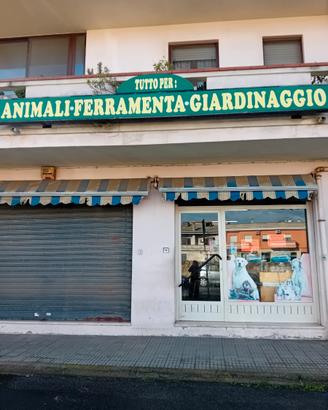 TUTTO PER:
ANIMALI-FERRAMENTA-GIARDINAGGIO